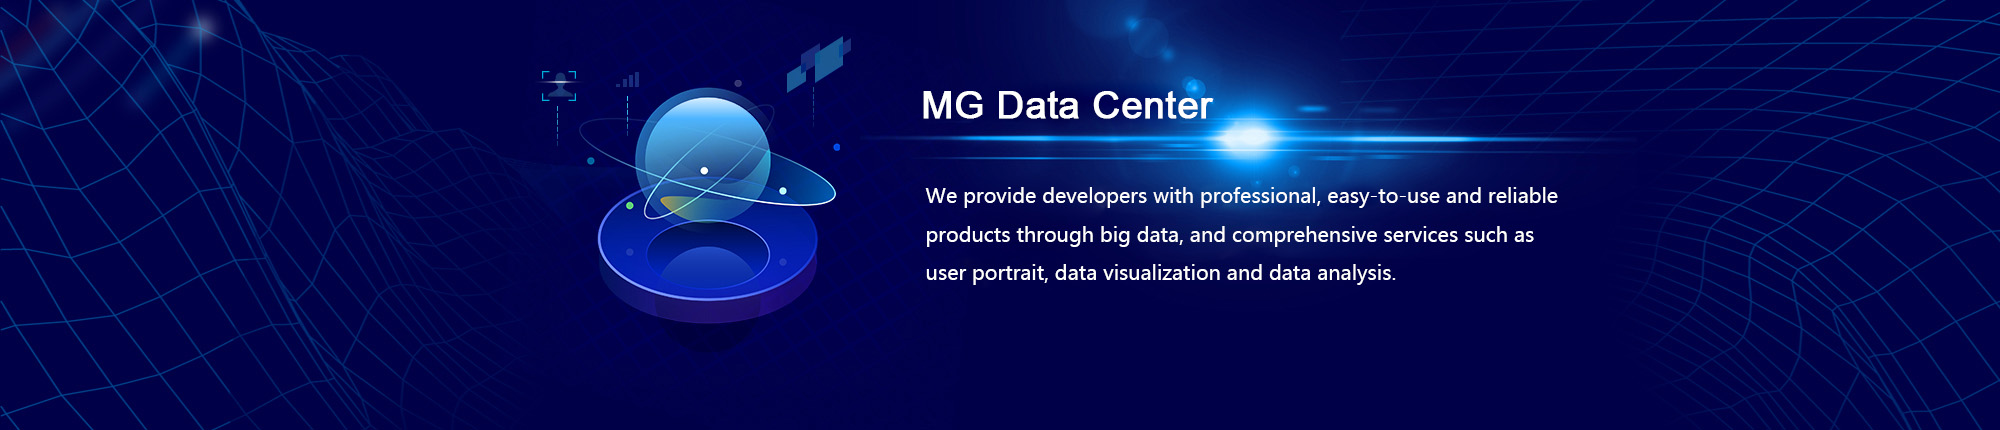 MG Data Center
We provide developers with professional, easy-to-use and reliable
products through big data, and comprehensive services such as
user portrait, data visualization and data analysis.